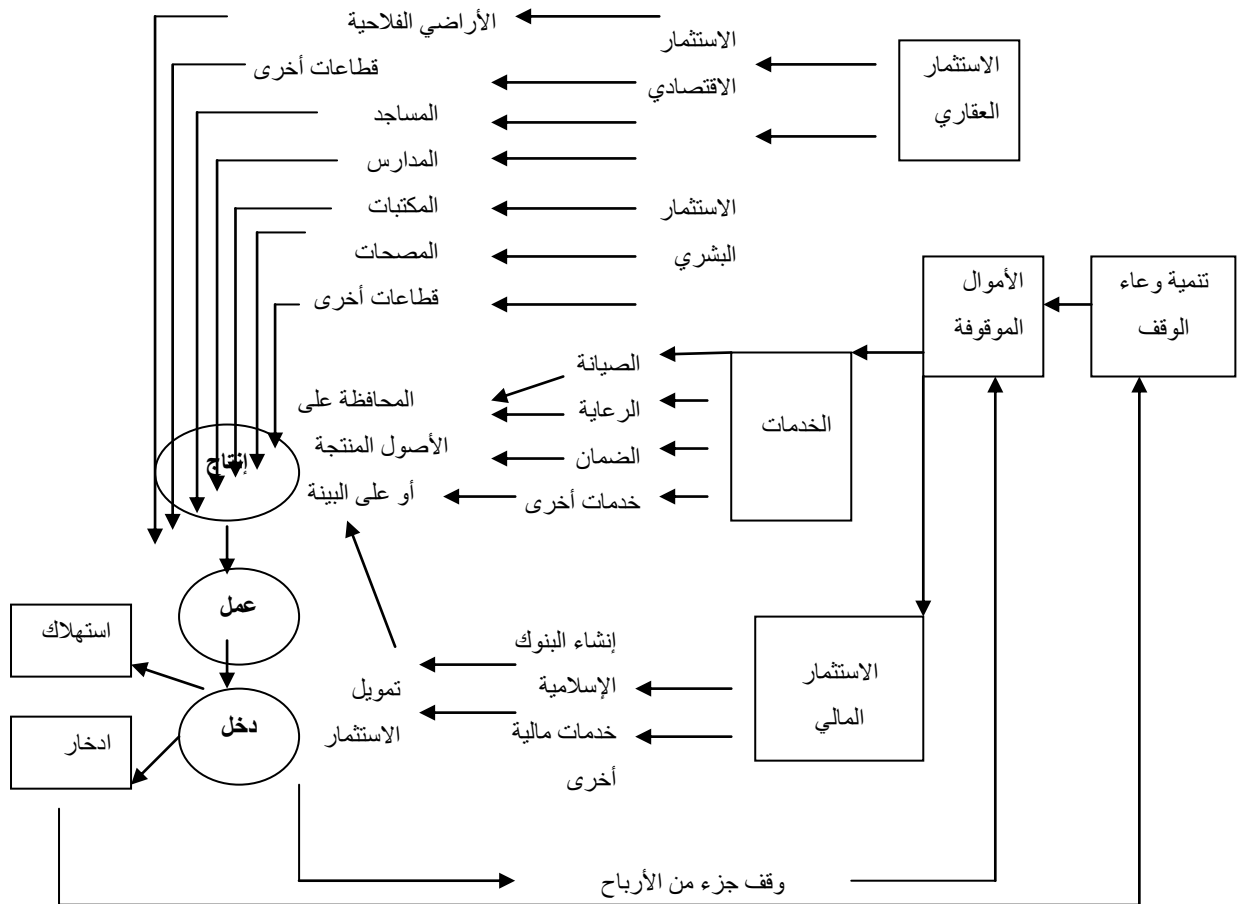 الأراضي الفلاحية
قطاعات أخرى
المساجد
المدارس
المكتبات
المصحات
قطاعات أخرى
الاستثمار
الاقتصادي
الاستثمار
البشري
الاستثمار
العقاري
تنمية وعاء
الوقف
الأموال
الموقوفة
الخدمات
الصيانة
الرعاية
الضمان
خدمات أخرى
المحافظة على
الأصول المنتجة
أو على البيئة
إنتاج
عمل
دخل
استهلاك
ادخار
الاستثمار
المالي
إنشاء البنوك
الإسلامية
خدمات مالية
أخرى
تمويل
الاستثمار
وقف جزء من الأرباح